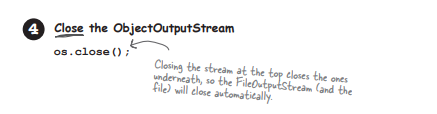 4 Close the ObjectOutputStream
os.close();
Closing the stream at the top closes the ones
underneath, so the FileOutputStream (and the
file) will close automatically.